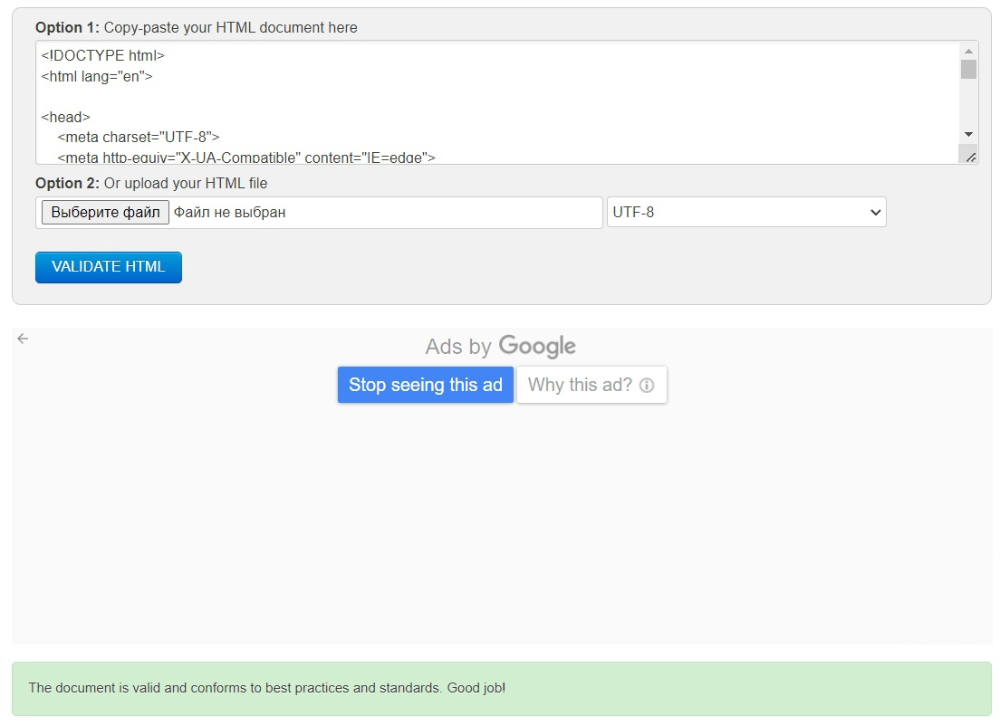 Option 1: Copy-paste your HTML document here
<!DOCTYPE html>
<html lang="en">
<head>
<meta charset="UTF-8">
<meta http-equiv="X-UA-Compatible" content="IE=edge">
Option 2: Or upload your HTML file
Выберите файл Файл не выбран UTF-8
VALIDATE HTML
Ads by Google
Stop seeing this ad Why this ad?
The document is valid and conforms to best practices and standards. Good job!